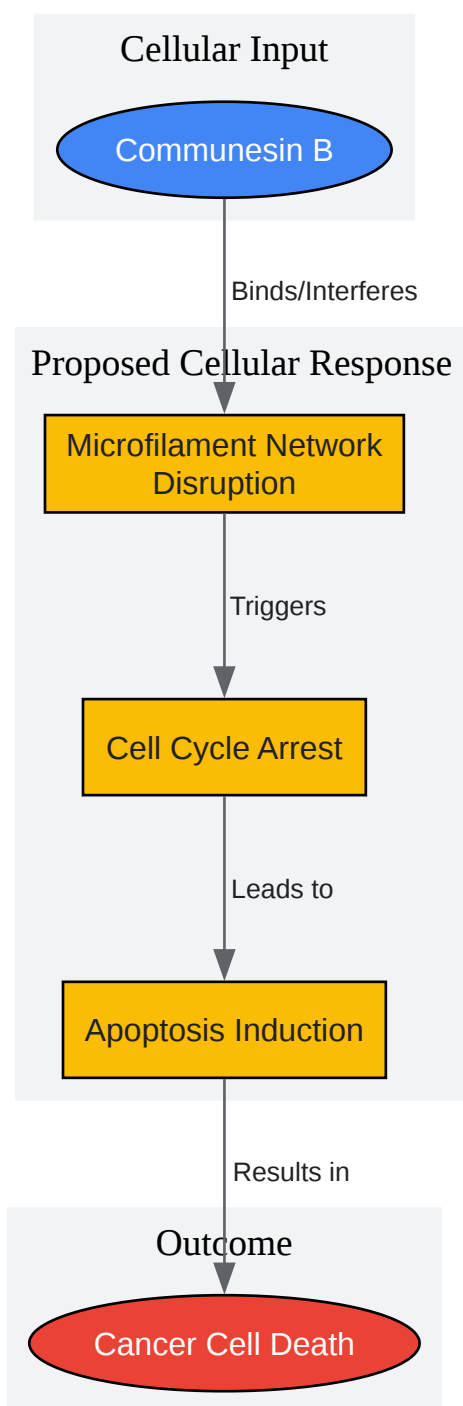 Cellular Input
Communesin B
Binds/Interferes
Proposed Cellular Response
Microfilament Network
Disruption
Triggers
Cell Cycle Arrest
Leads to
Apoptosis Induction
Results in
Outcome
Cancer Cell Death